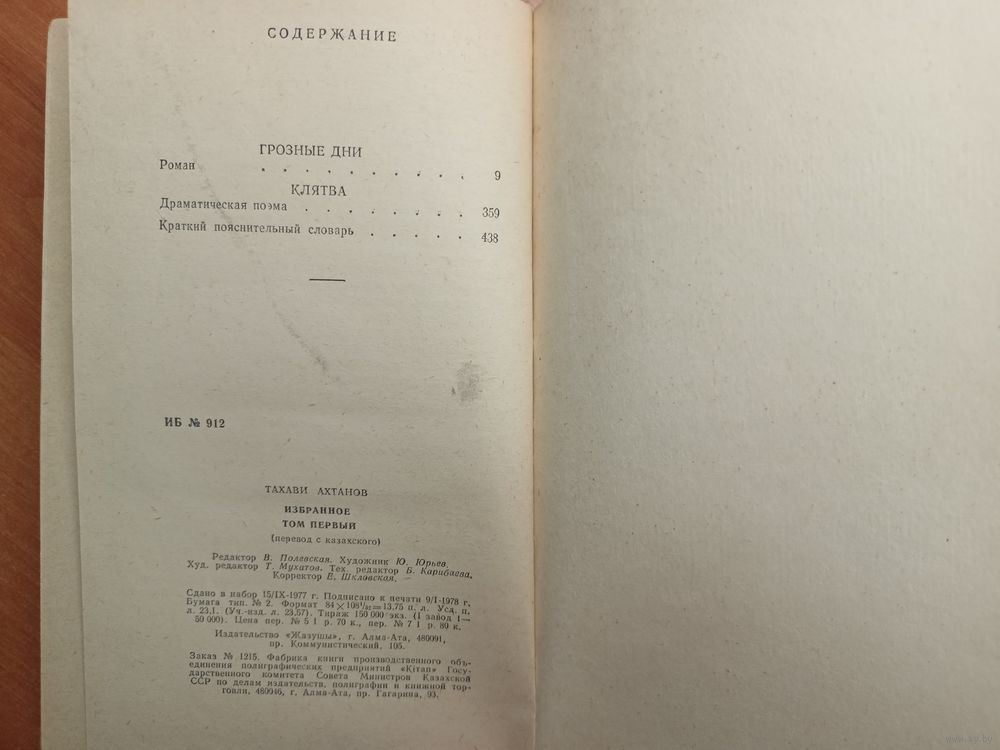 СОДЕРЖАНИЕ
ГРОЗНЫЕ ДНИ
Роман . . . . . . . . . . 9
КЛЯТВА
Драматическая поэма . . . . . . . . 359
Краткий пояснительный словарь . . . . . 438
ИБ № 912
ТАХАВИ АХТАНОВ
ИЗБРАННОЕ
ТОМ ПЕРВЫЙ
(перевод с казахского)
Редактор В. Полевская. Художник Ю. Юрьев.
Худ. редактор Т. Мухатов. Тех. редактор Б. Карибаева.
Корректор Е. Шкловская.
Сдано в набор 15/IX-1977 г. Подписано к печати 9/I-1978 г.
Бумага тип. № 2. Формат 84×108¹/₃₂=13,75 п. л. Усл. п.
л. 23,1. (Уч.-изд. л. 23,57). Тираж 150 000 экз. (I завод 1—
50 000). Цена пер. № 5 1 р. 70 к., пер. № 7 1 р. 80 к.
Издательство «Жазушы», г. Алма-Ата, 480091,
пр. Коммунистический, 105.
Заказ № 1215. Фабрика книги производственного объ-
единения полиграфических предприятий «Кітап» Госу-
дарственного комитета Совета Министров Казахской
ССР по делам издательств, полиграфии и книжной тор-
говли, 480046, г. Алма-Ата, пр. Гагарина, 93.
www.ay.by